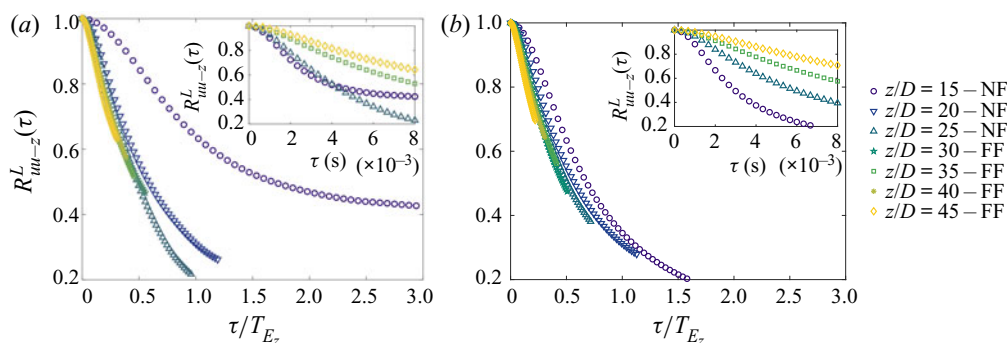 (a)
1.0
0.8
0.6
0.4
0.2
R^L_{uu−z}(τ)
0 0.5 1.0 1.5 2.0 2.5 3.0
τ/T_{E_z}
0.8
0.6
0.4
0.2
R^L_{uu−z}(τ)
0 2 4 6 8
τ (s) (×10^{−3})
(b)
1.0
0.8
0.6
0.4
0.2
0 0.5 1.0 1.5 2.0 2.5 3.0
τ/T_{E_z}
0.8
0.6
0.4
0.2
R^L_{uu−z}(τ)
0 2 4 6 8
τ (s) (×10^{−3})
z/D = 15 − NF
z/D = 20 − NF
z/D = 25 − NF
z/D = 30 − FF
z/D = 35 − FF
z/D = 40 − FF
z/D = 45 − FF